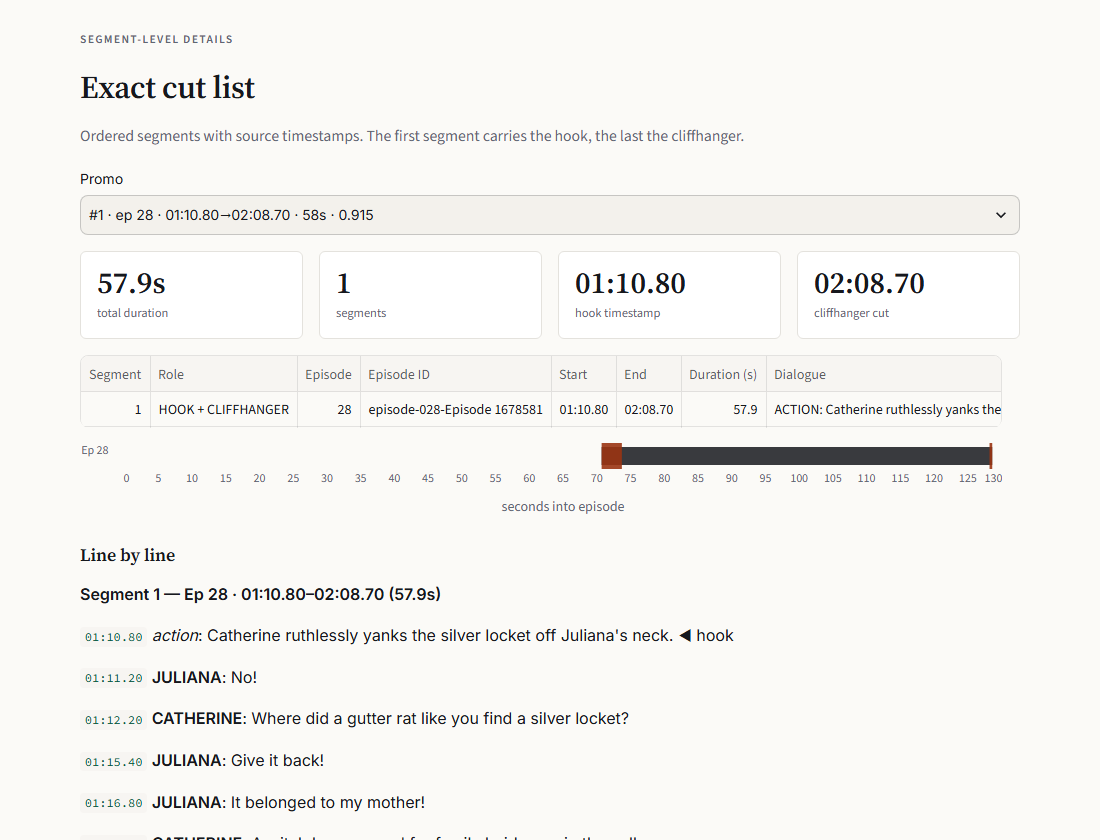 SEGMENT-LEVEL DETAILS
Exact cut list
Ordered segments with source timestamps. The first segment carries the hook, the last the cliffhanger.
Promo
#1 · ep 28 · 01:10.80→02:08.70 · 58s · 0.915
57.9s 1 01:10.80 02:08.70
total duration segments hook timestamp cliffhanger cut
Segment Role Episode Episode ID Start End Duration (s) Dialogue
1 HOOK + CLIFFHANGER 28 episode-028-Episode 1678581 01:10.80 02:08.70 57.9 ACTION: Catherine ruthlessly yanks the
Ep 28
0 5 10 15 20 25 30 35 40 45 50 55 60 65 70 75 80 85 90 95 100 105 110 115 120 125 130
seconds into episode
Line by line
Segment 1 — Ep 28 · 01:10.80–02:08.70 (57.9s)
01:10.80 action: Catherine ruthlessly yanks the silver locket off Juliana's neck. ◀ hook
01:11.20 JULIANA: No!
01:12.20 CATHERINE: Where did a gutter rat like you find a silver locket?
01:15.40 JULIANA: Give it back!
01:16.80 JULIANA: It belonged to my mother!